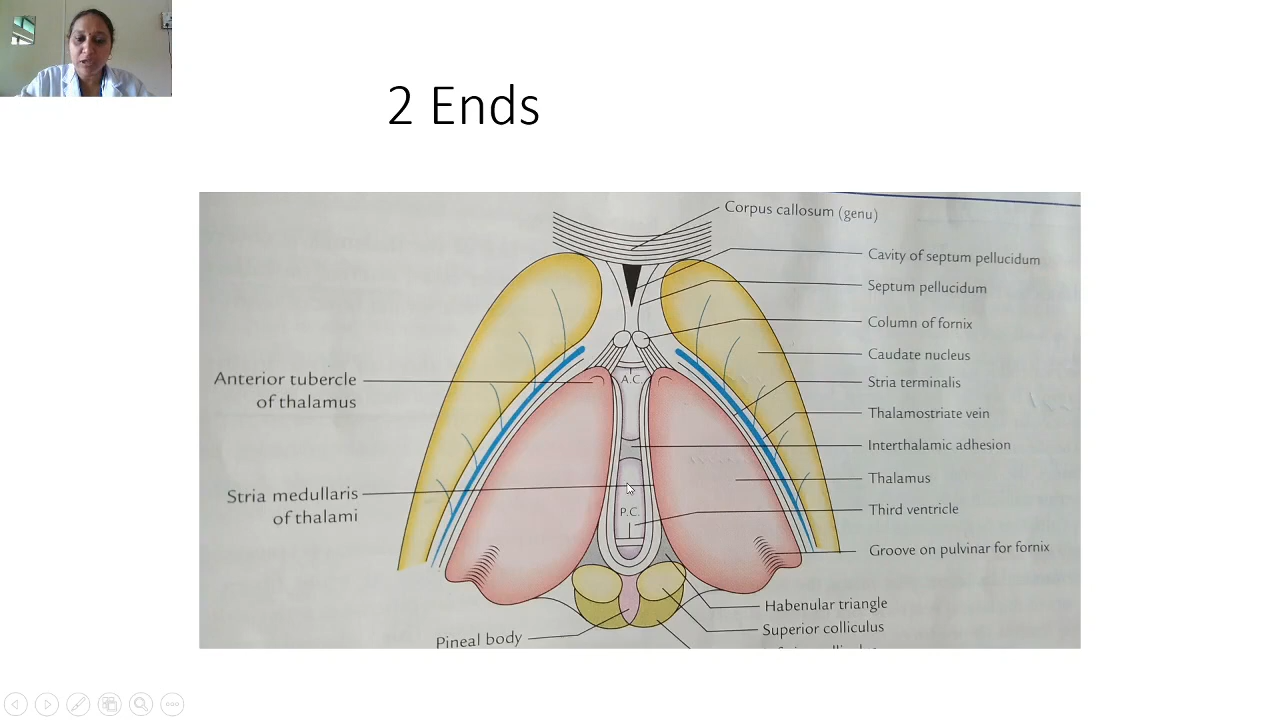 2 Ends
Corpus callosum (genu)
Cavity of septum pellucidum
Septum pellucidum
Column of fornix
Caudate nucleus
Stria terminalis
Thalamostriate vein
Interthalamic adhesion
Thalamus
Third ventricle
Groove on pulvinar for fornix
Habenular triangle
Superior colliculus
Anterior tubercle
of thalamus
Stria medullaris
of thalami
Pineal body
A.C.
P.C.